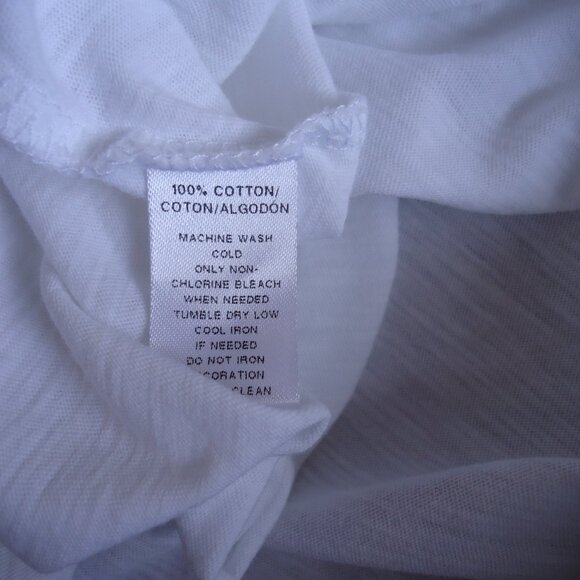 100% COTTON/
COTON/ALGODÓN
MACHINE WASH
COLD
ONLY NON-
CHLORINE BLEACH
WHEN NEEDED
TUMBLE DRY LOW
COOL IRON
IF NEEDED
DO NOT IRON
CORATION
CLEAN